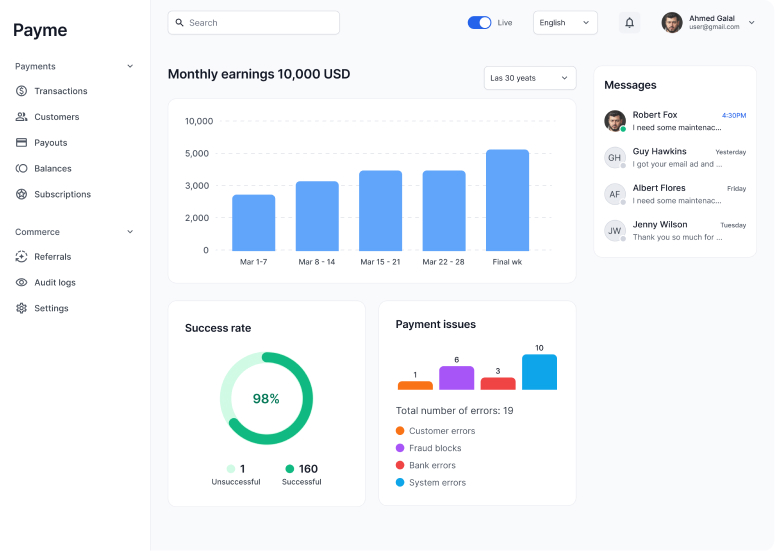 Payme
Payments
Transactions
Customers
Payouts
Balances
Subscriptions
Commerce
Referrals
Audit logs
Settings
Search
Live
English
Ahmed Galal
user@gmail.com
Monthly earnings 10,000 USD
Last 30 yeats
10,000
5,000
3,000
2,000
0
Mar 1-7
Mar 8 - 14
Mar 15 - 21
Mar 22 - 28
Final wk
Messages
Robert Fox
4:30PM
I need some maintenac...
GH
Guy Hawkins
Yesterday
I got your email ad and ...
AF
Albert Flores
Friday
I need some maintenac...
JW
Jenny Wilson
Tuesday
Thank you so much for ...
Success rate
98%
1
Unsuccessful
160
Successful
Payment issues
1
6
3
10
Total number of errors: 19
Customer errors
Fraud blocks
Bank errors
System errors